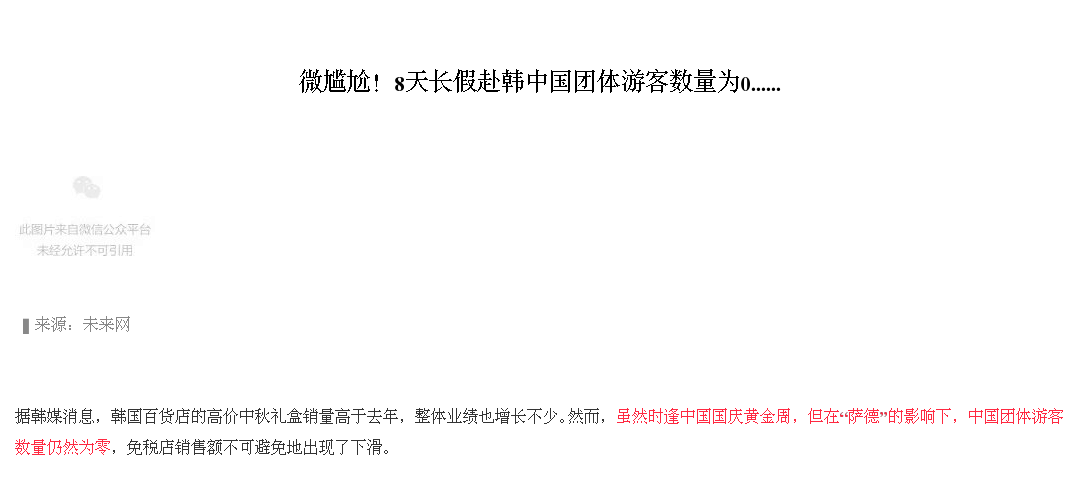 微尴尬！8天长假赴韩中国团体游客数量为0......
此图片来自微信公众平台
未经允许不可引用
▌来源：未来网
据韩媒消息，韩国百货店的高价中秋礼盒销量高于去年，整体业绩也增长不少。然而，虽然时逢中国国庆黄金周，但在“萨德”的影响下，中国团体游客
数量仍然为零，免税店销售额不可避免地出现了下滑。